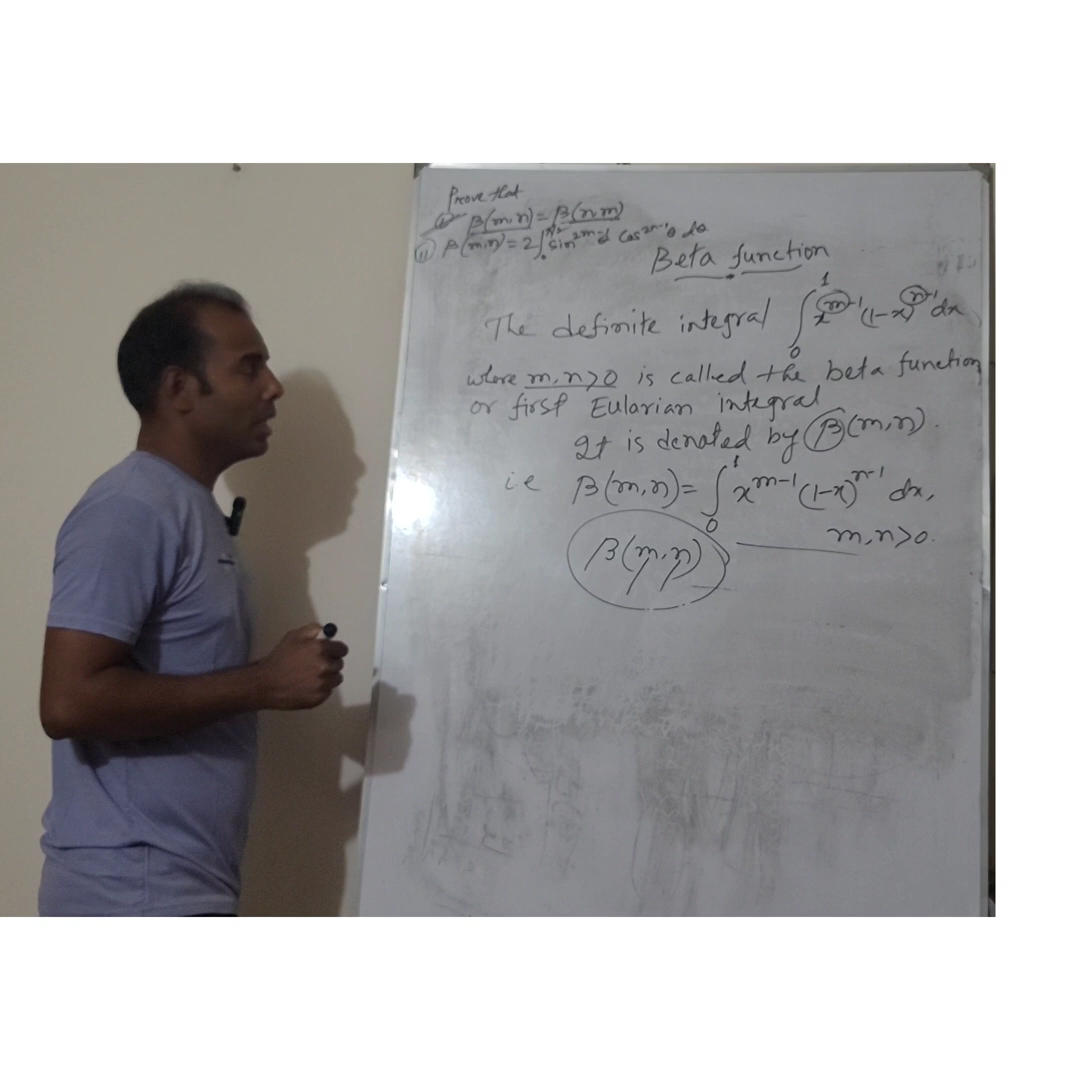 Prove that
(i) β(m,n) = β(n,m)
(ii) β(m,n) = 2∫₀^{π/2} sin^{2m-1}θ cos^{2n-1}θ dθ
Beta function
The definite integral ∫₀¹ x^{m-1} (1-x)^{n-1} dx
where m,n>0 is called the beta function
or first Eularian integral
It is denoted by β(m,n).
i.e β(m,n) = ∫₀¹ x^{m-1} (1-x)^{n-1} dx,
m,n>0.
β(m,n)